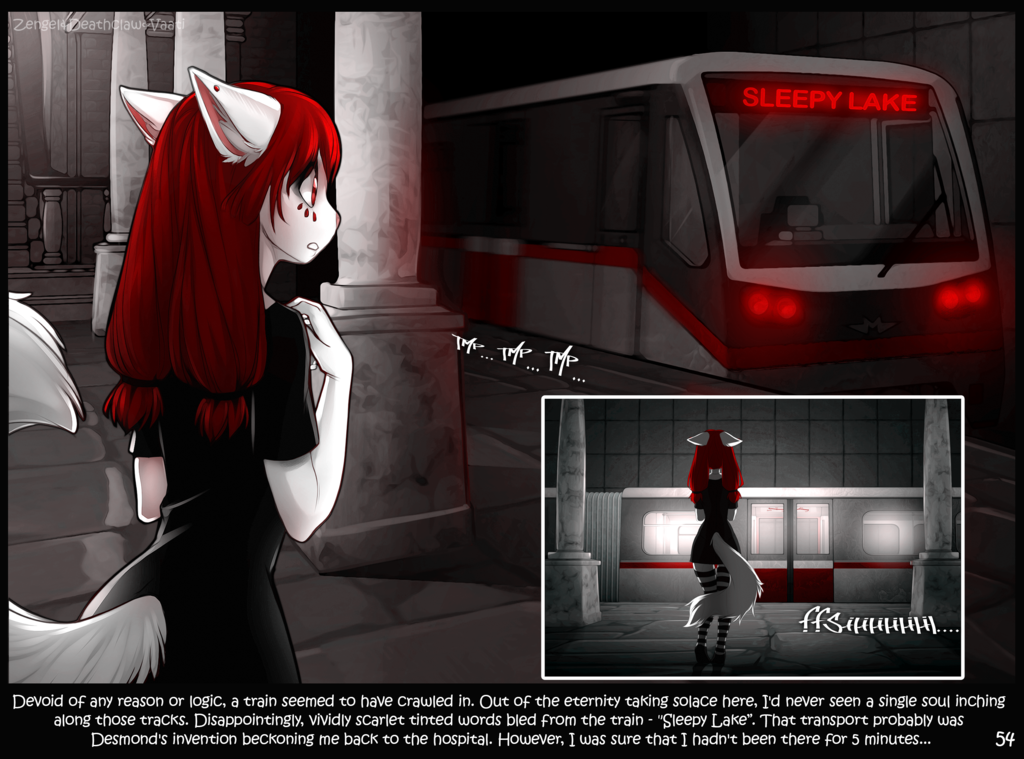 Zenge14DeathClaw+Vaati
SLEEPY LAKE
M
TMP... TMP... TMP...
FFSHHHHHH....
Devoid of any reason or logic, a train seemed to have crawled in. Out of the eternity taking solace here, I'd never seen a single soul inching
along those tracks. Disappointingly, vividly scarlet tinted words bled from the train - "Sleepy Lake". That transport probably was
Desmond's invention beckoning me back to the hospital. However, I was sure that I hadn't been there for 5 minutes...
54